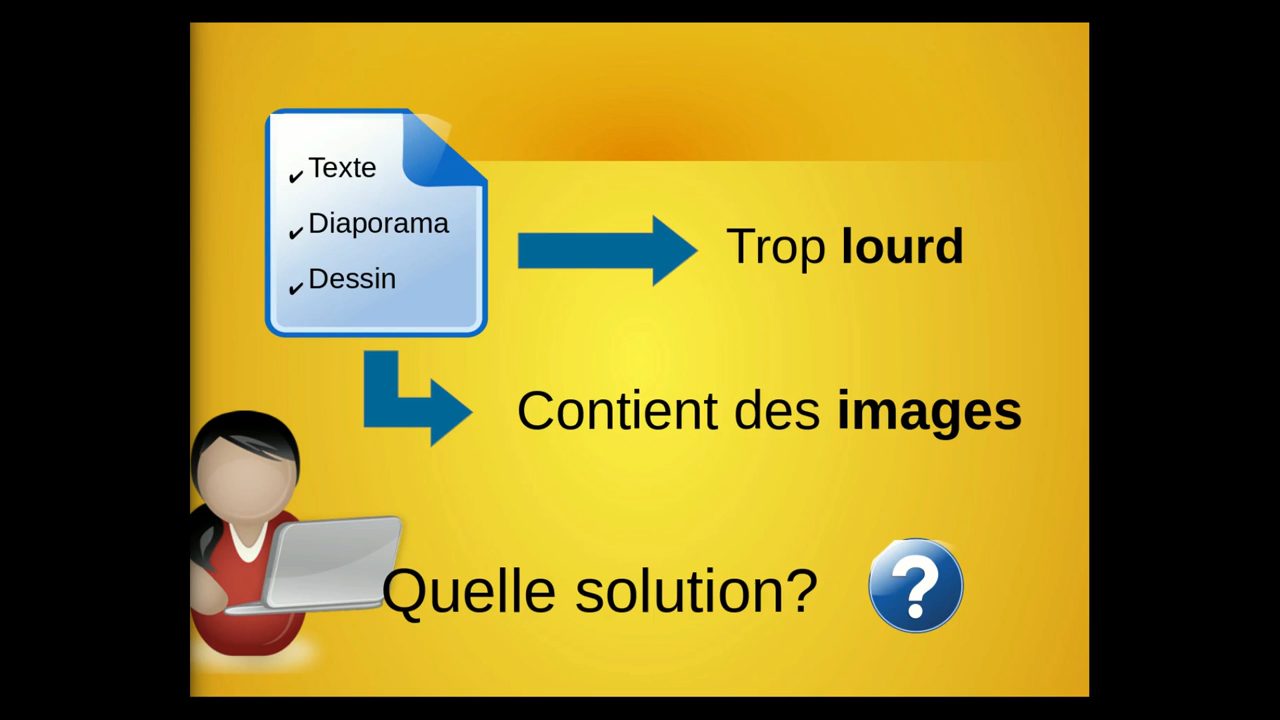 Texte
Diaporama
Dessin
Trop lourd
Contient des images
Quelle solution?
?